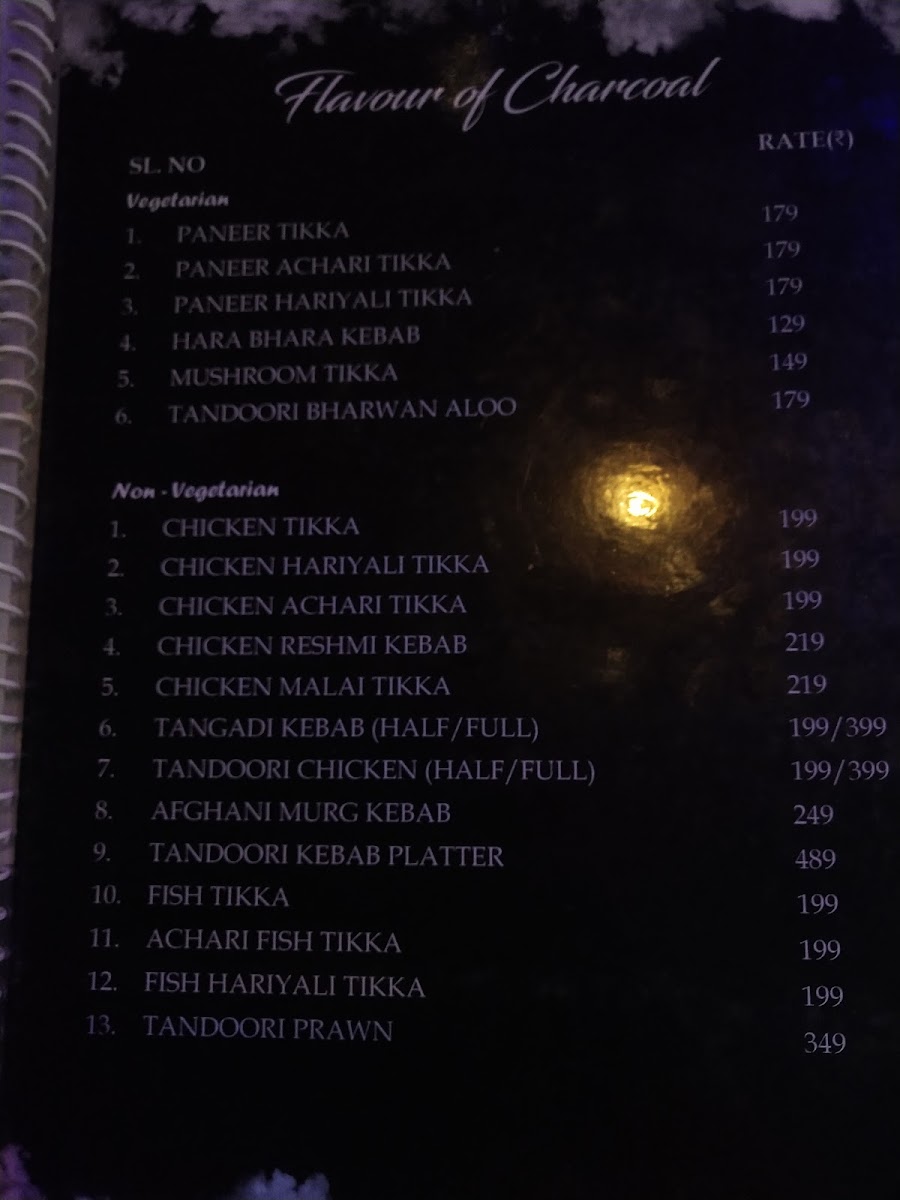 Flavour of Charcoal
SL. NO RATE(₹)
Vegetarian
1. PANEER TIKKA 179
2. PANEER ACHARI TIKKA 179
3. PANEER HARIYALI TIKKA 179
4. HARA BHARA KEBAB 129
5. MUSHROOM TIKKA 149
6. TANDOORI BHARWAN ALOO 179
Non - Vegetarian
1. CHICKEN TIKKA 199
2. CHICKEN HARIYALI TIKKA 199
3. CHICKEN ACHARI TIKKA 199
4. CHICKEN RESHMI KEBAB 219
5. CHICKEN MALAI TIKKA 219
6. TANGADI KEBAB (HALF/FULL) 199/399
7. TANDOORI CHICKEN (HALF/FULL) 199/399
8. AFGHANI MURG KEBAB 249
9. TANDOORI KEBAB PLATTER 489
10. FISH TIKKA 199
11. ACHARI FISH TIKKA 199
12. FISH HARIYALI TIKKA 199
13. TANDOORI PRAWN 349